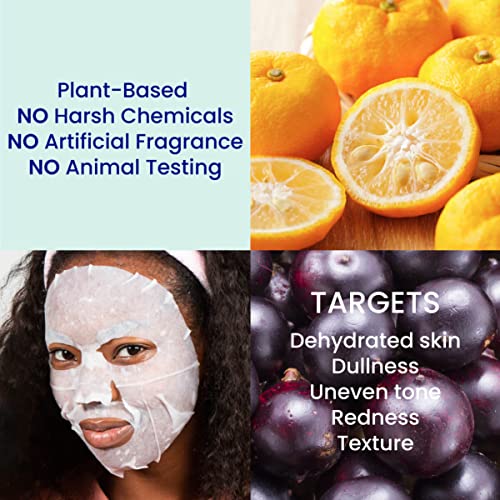 Plant-Based
NO Harsh Chemicals
NO Artificial Fragrance
NO Animal Testing
TARGETS
Dehydrated skin
Dullness
Uneven tone
Redness
Texture